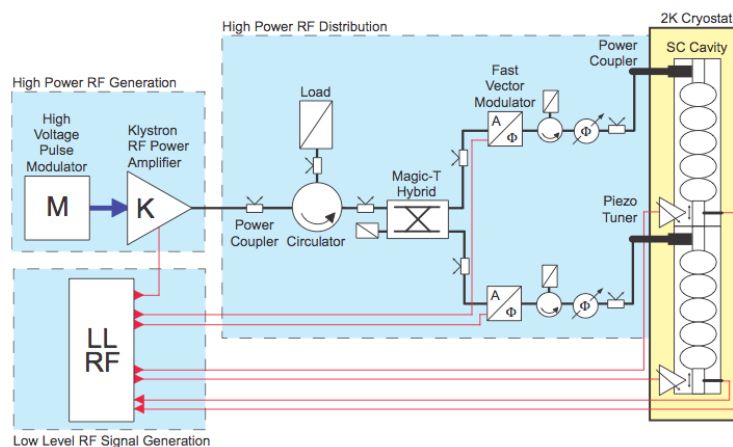 High Power RF Distribution
2K Cryostat
SC Cavity
Power
Coupler
High Power RF Generation
High
Voltage
Pulse
Modulator
Klystron
RF Power
Amplifier
Load
Fast
Vector
Modulator
A
Φ
Φ
M
K
Magic-T
Hybrid
Power
Coupler
Circulator
Piezo
Tuner
LL
RF
A
Φ
Φ
Low Level RF Signal Generation